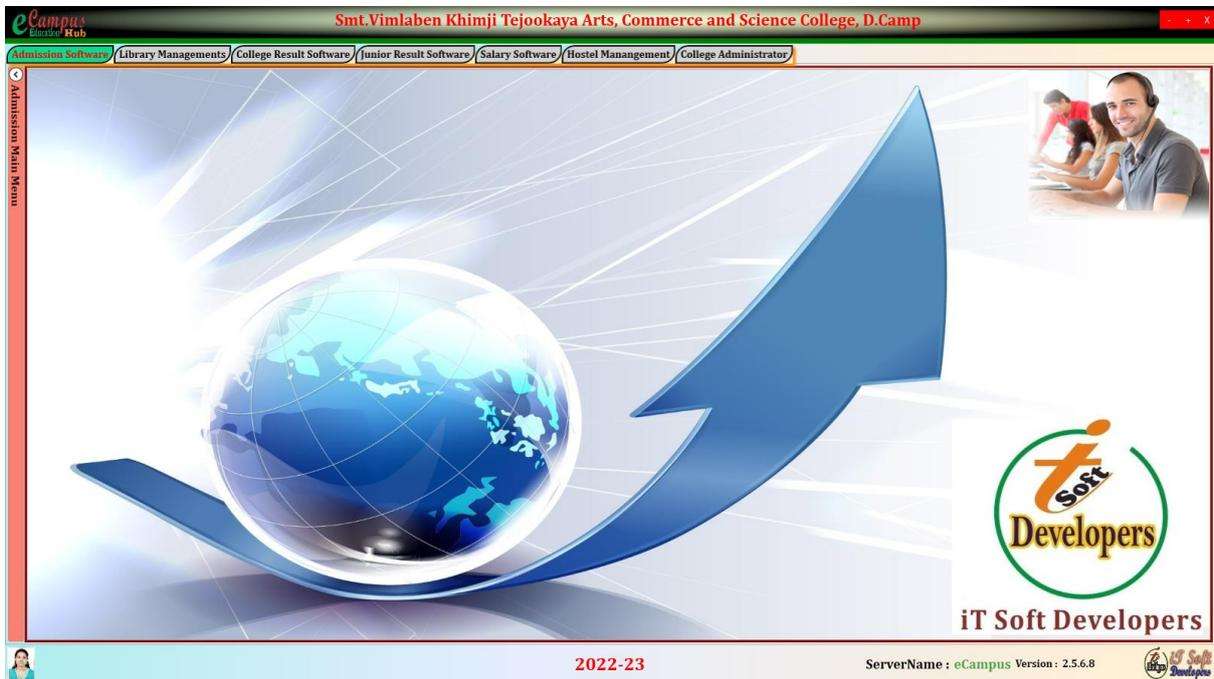 eCampus
Education Hub
Smt.Vimlaben Khimji Tejookaya Arts, Commerce and Science College, D.Camp
- + X
Admission Software
Library Managements
College Result Software
Junior Result Software
Salary Software
Hostel Manangement
College Administrator
Admission Main Menu
iT Soft
Developers
iT Soft Developers
2022-23
ServerName : eCampus Version : 2.5.6.8
iT Soft
Developers